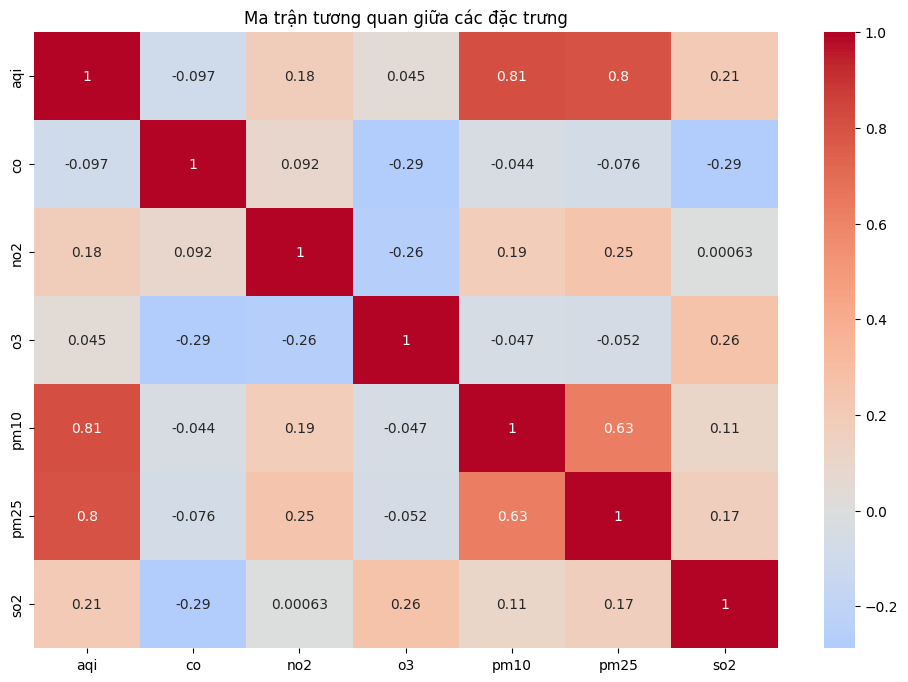 Ma trận tương quan giữa các đặc trưng
aqi 1 -0.097 0.18 0.045 0.81 0.8 0.21
co -0.097 1 0.092 -0.29 -0.044 -0.076 -0.29
no2 0.18 0.092 1 -0.26 0.19 0.25 0.00063
o3 0.045 -0.29 -0.26 1 -0.047 -0.052 0.26
pm10 0.81 -0.044 0.19 -0.047 1 0.63 0.11
pm25 0.8 -0.076 0.25 -0.052 0.63 1 0.17
so2 0.21 -0.29 0.00063 0.26 0.11 0.17 1
aqi co no2 o3 pm10 pm25 so2
1.0
0.8
0.6
0.4
0.2
0.0
−0.2